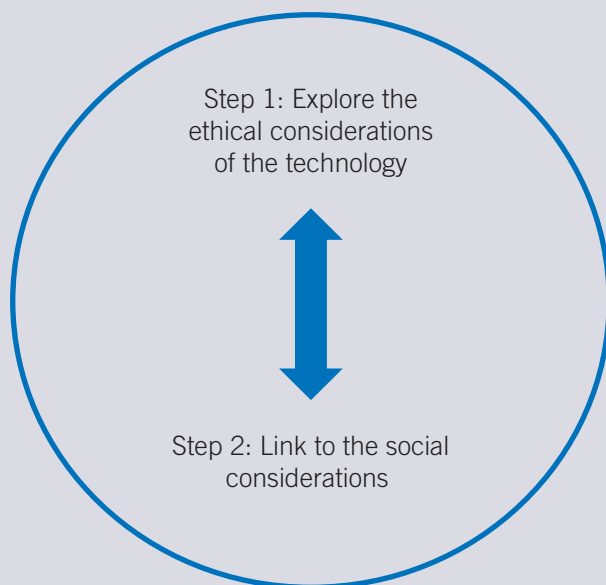 Step 1: Explore the
ethical considerations
of the technology
Step 2: Link to the social
considerations